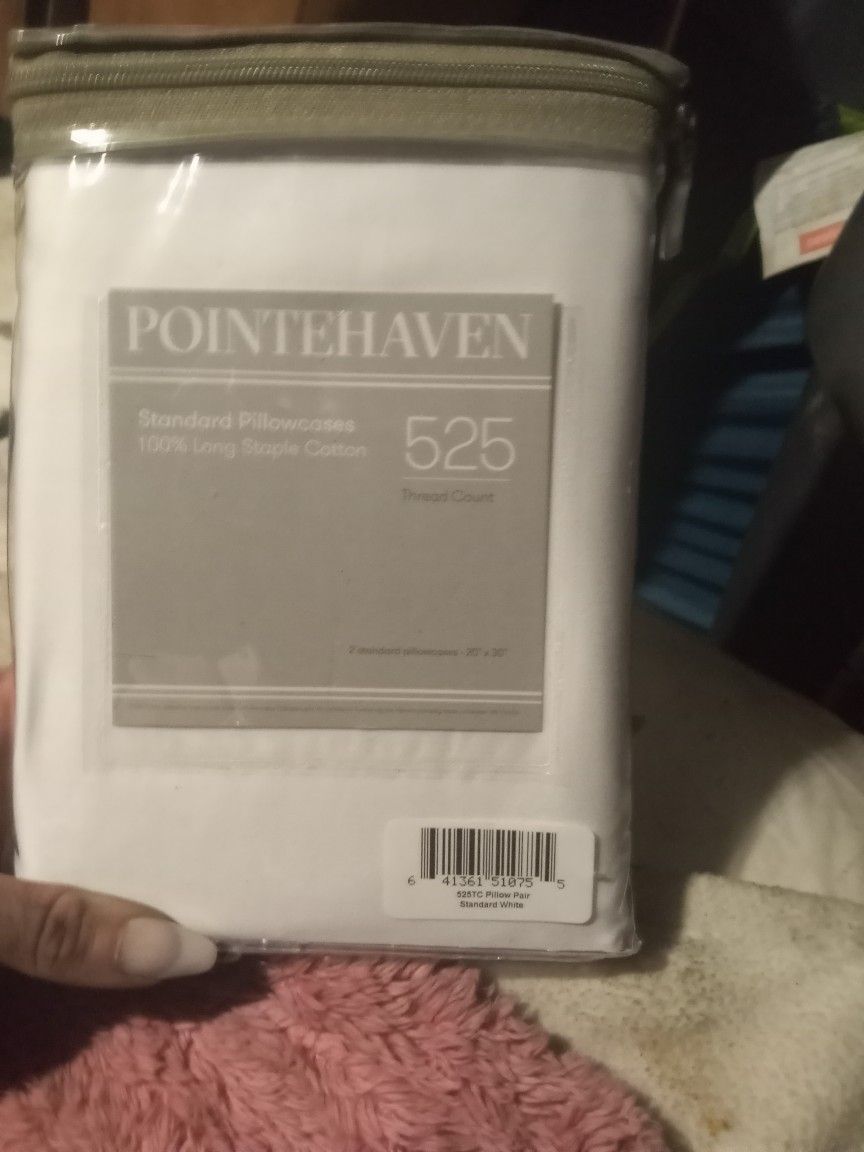 POINTEHAVEN
Standard Pillowcases
100% Long Staple Cotton
525
Thread Count
2 standard pillowcases - 20" x 30"
6 41361 51075 5
525TC Pillow Pair
Standard White